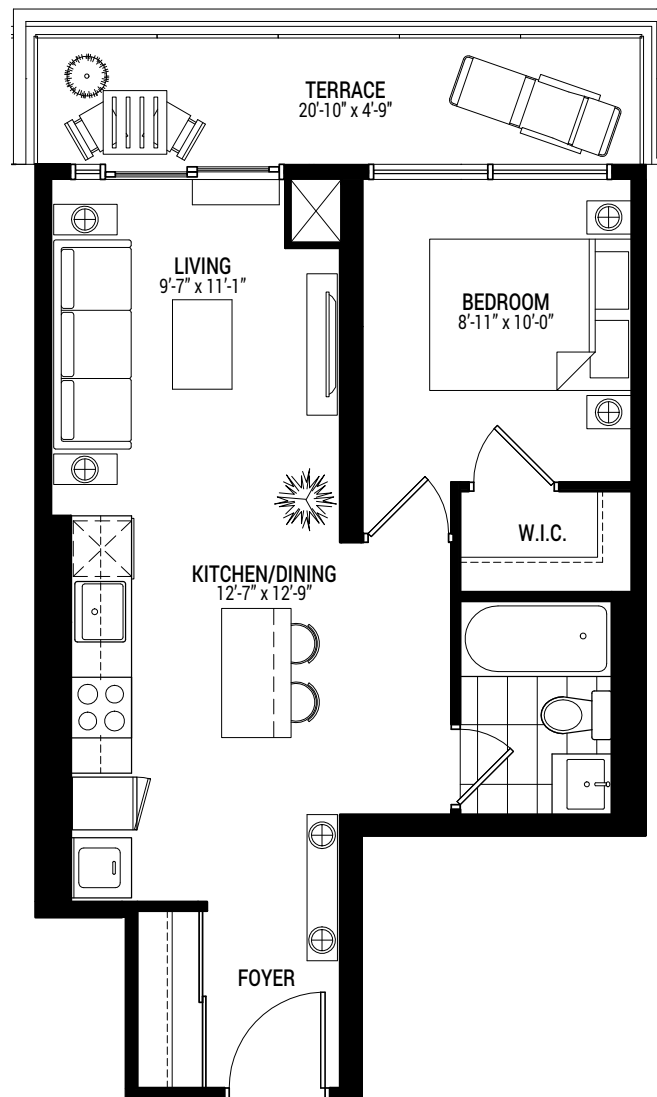 TERRACE
20'-10" x 4'-9"
LIVING
9'-7" x 11'-1"
BEDROOM
8'-11" x 10'-0"
W.I.C.
KITCHEN/DINING
12'-7" x 12'-9"
FOYER